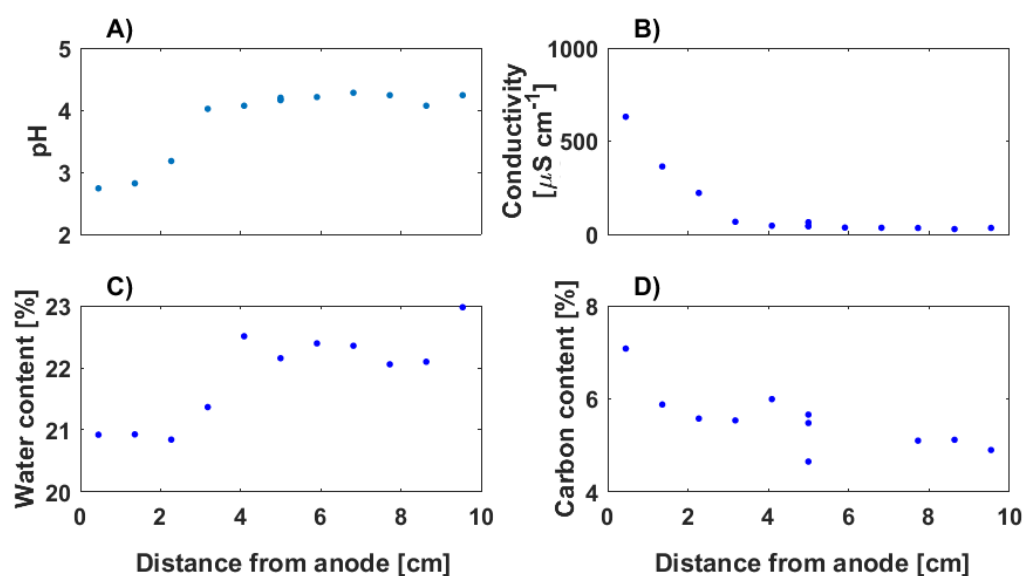 A)
5
4
3
2
pH
B)
1000
500
0
Conductivity
[μS cm-1]
C)
23
22
21
20
Water content [%]
0 2 4 6 8 10
Distance from anode [cm]
D)
8
6
4
Carbon content [%]
0 2 4 6 8 10
Distance from anode [cm]